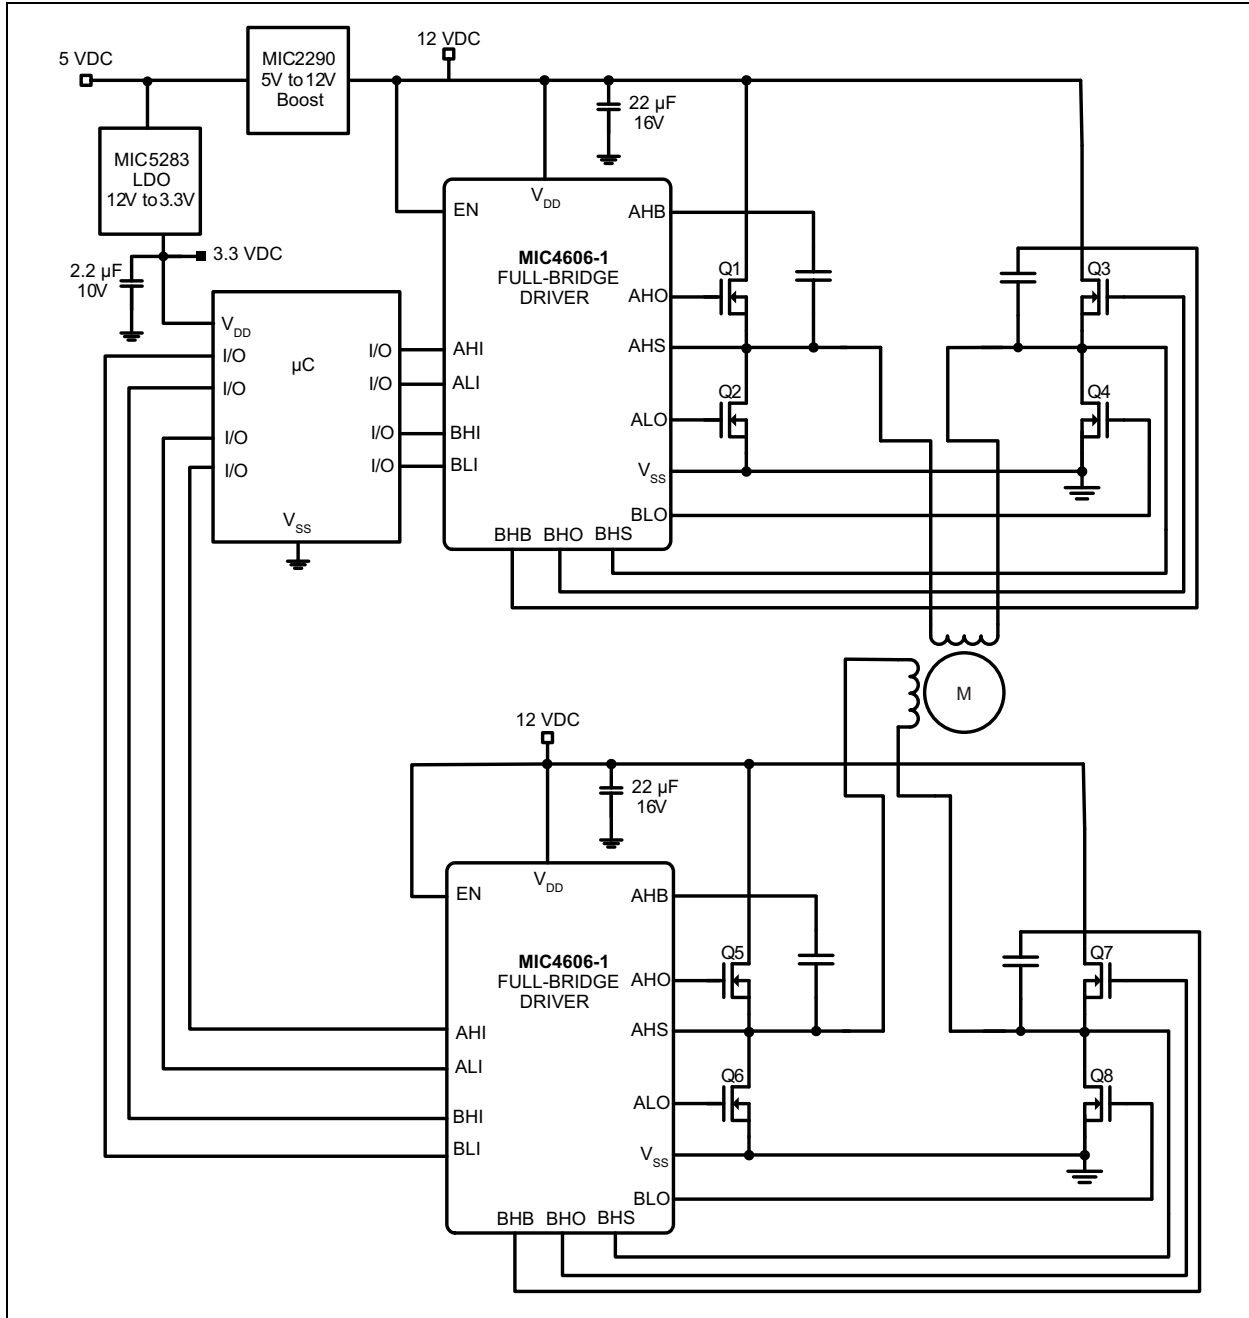 5 VDC
MIC2290
5V to 12V
Boost
12 VDC
22 µF
16V
MIC5283
LDO
12V to 3.3V
3.3 VDC
2.2 µF
10V
VDD
I/O
I/O
I/O
I/O
µC
I/O
I/O
I/O
I/O
VSS
EN
VDD
MIC4606-1
FULL-BRIDGE
DRIVER
AHI
ALI
BHI
BLI
AHB
AHO
AHS
ALO
VSS
BLO
BHB
BHO
BHS
Q1
Q2
Q3
Q4
M
12 VDC
22 µF
16V
EN
VDD
MIC4606-1
FULL-BRIDGE
DRIVER
AHI
ALI
BHI
BLI
AHB
AHO
AHS
ALO
VSS
BLO
BHB
BHO
BHS
Q5
Q6
Q7
Q8